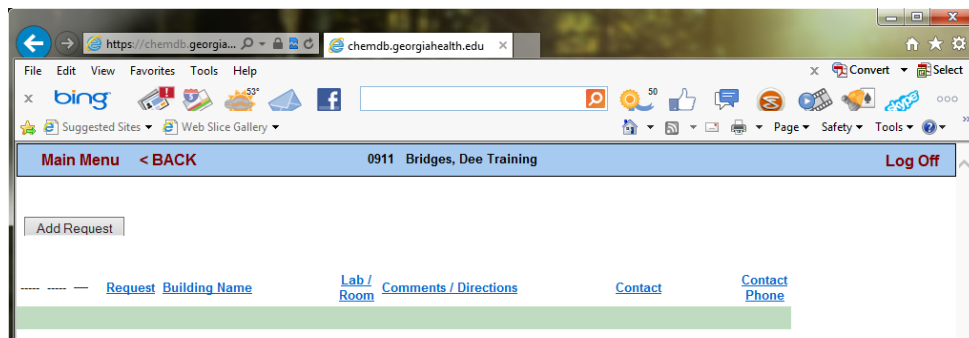 https://chemdb.georgia...
chemdb.georgiahealth.edu
File Edit View Favorites Tools Help
Convert Select
bing 53° 50
Suggested Sites Web Slice Gallery Page Safety Tools
Main Menu < BACK 0911 Bridges, Dee Training Log Off
Add Request
----- ----- — Request Building Name Lab / Room Comments / Directions Contact Contact Phone